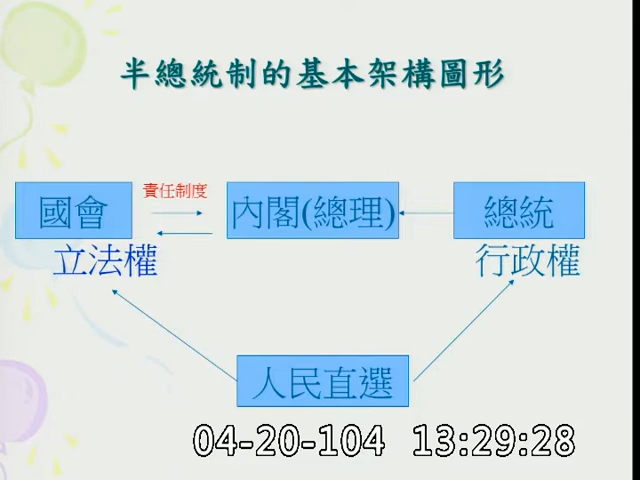 半總統制的基本架構圖形
責任制度
國會
內閣(總理)
總統
立法權
行政權
人民直選
04-20-104 13:29:28